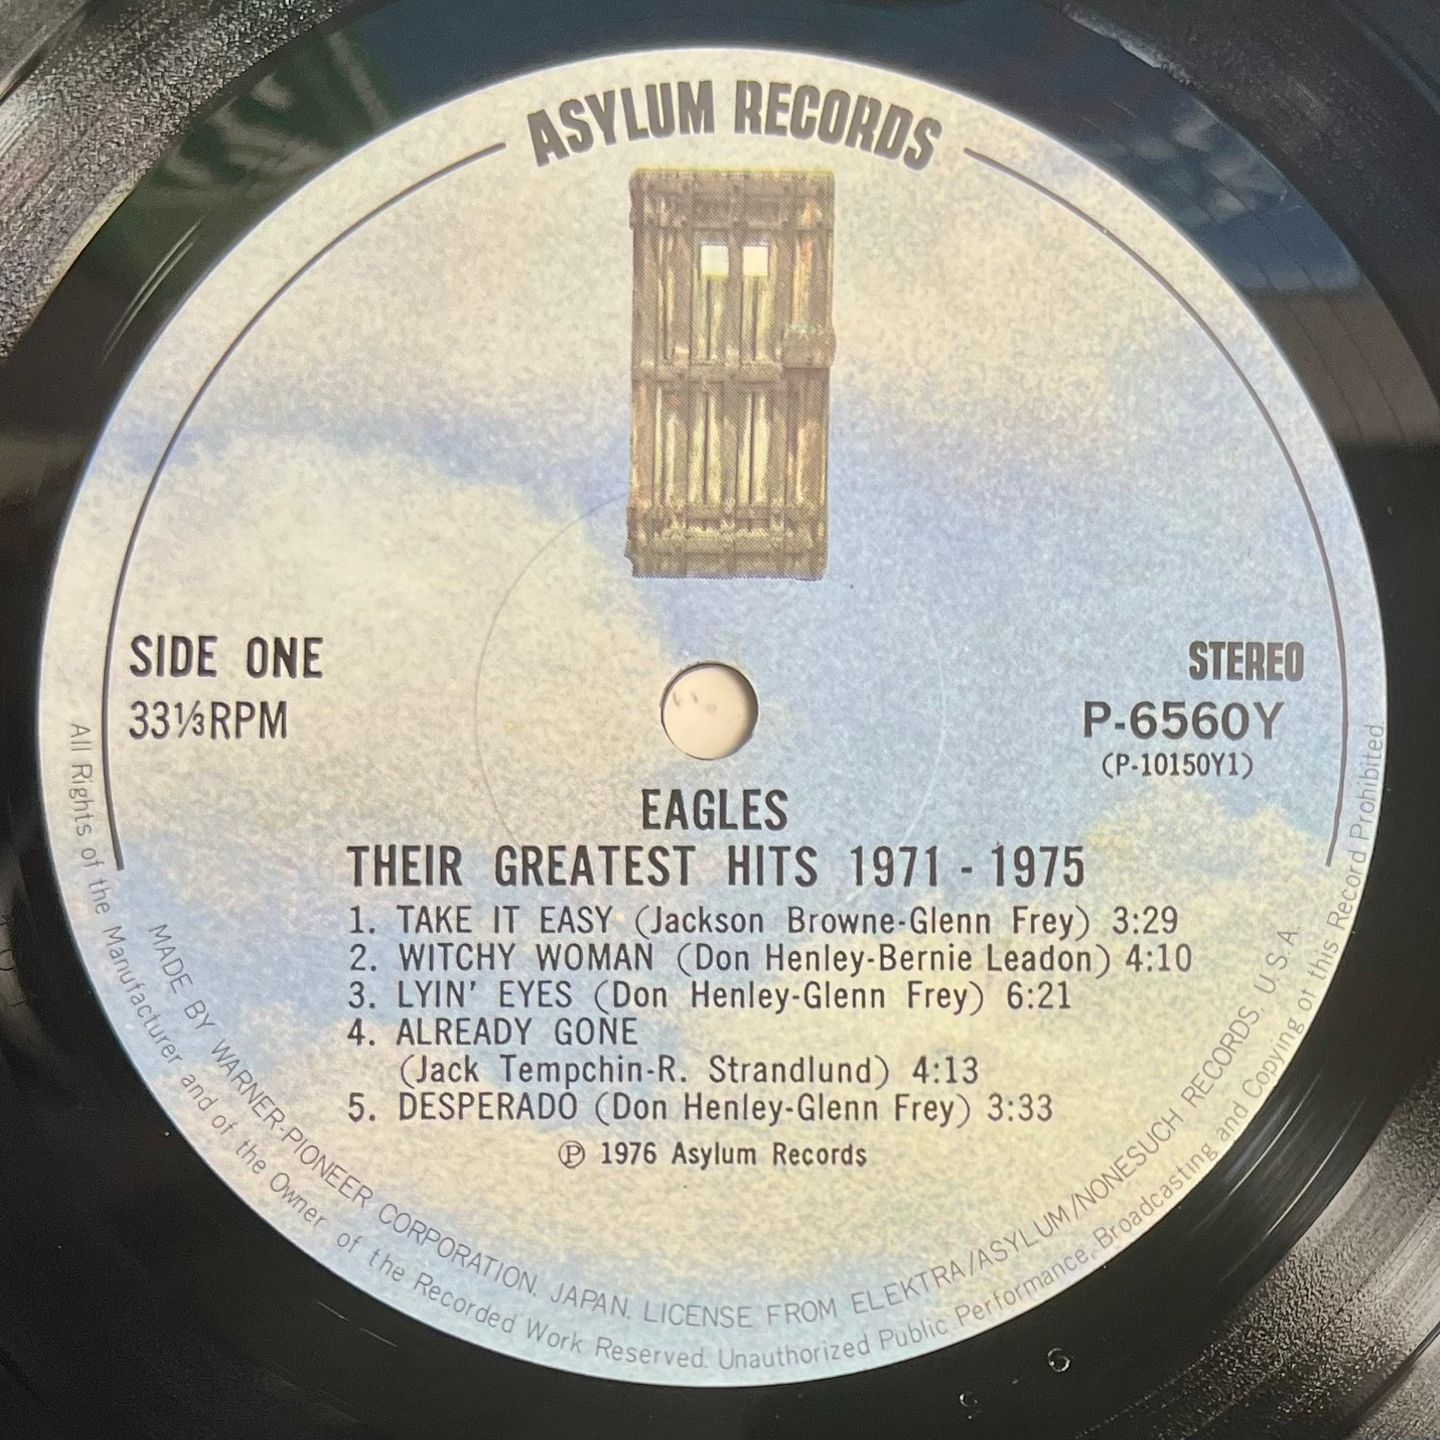 ASYLUM RECORDS
SIDE ONE
33⅓RPM
STEREO
P-6560Y
(P-10150Y1)
EAGLES
THEIR GREATEST HITS 1971 - 1975
1. TAKE IT EASY (Jackson Browne-Glenn Frey) 3:29
2. WITCHY WOMAN (Don Henley-Bernie Leadon) 4:10
3. LYIN' EYES (Don Henley-Glenn Frey) 6:21
4. ALREADY GONE
(Jack Tempchin-R. Strandlund) 4:13
5. DESPERADO (Don Henley-Glenn Frey) 3:33
Ⓟ 1976 Asylum Records
MADE BY WARNER-PIONEER CORPORATION, JAPAN. LICENSE FROM ELEKTRA/ASYLUM/NONESUCH RECORDS, U.S.A.
All Rights of the Manufacturer and of the Owner of the Recorded Work Reserved. Unauthorized Public Performance, Broadcasting and Copying of this Record Prohibited.